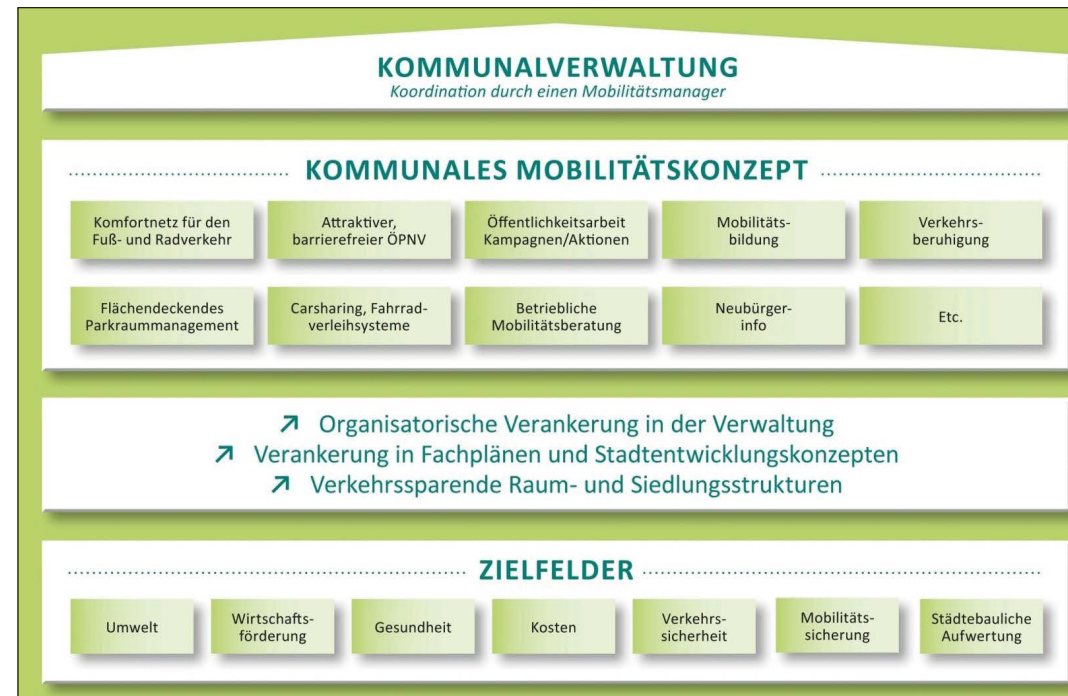 KOMMUNALVERWALTUNG
Koordination durch einen Mobilitätsmanager
KOMMUNALES MOBILITÄTSKONZEPT
Komfortnetz für den
Fuß- und Radverkehr
Attraktiver,
barrierefreier ÖPNV
Öffentlichkeitsarbeit
Kampagnen/Aktionen
Mobilitäts-
bildung
Verkehrs-
beruhigung
Flächendeckendes
Parkraummanagement
Carsharing, Fahrrad-
verleihsysteme
Betriebliche
Mobilitätsberatung
Neubürger-
info
Etc.
↗ Organisatorische Verankerung in der Verwaltung
↗ Verankerung in Fachplänen und Stadtentwicklungskonzepten
↗ Verkehrssparende Raum- und Siedlungsstrukturen
ZIELFELDER
Umwelt
Wirtschafts-
förderung
Gesundheit
Kosten
Verkehrs-
sicherheit
Mobilitäts-
sicherung
Städtebauliche
Aufwertung